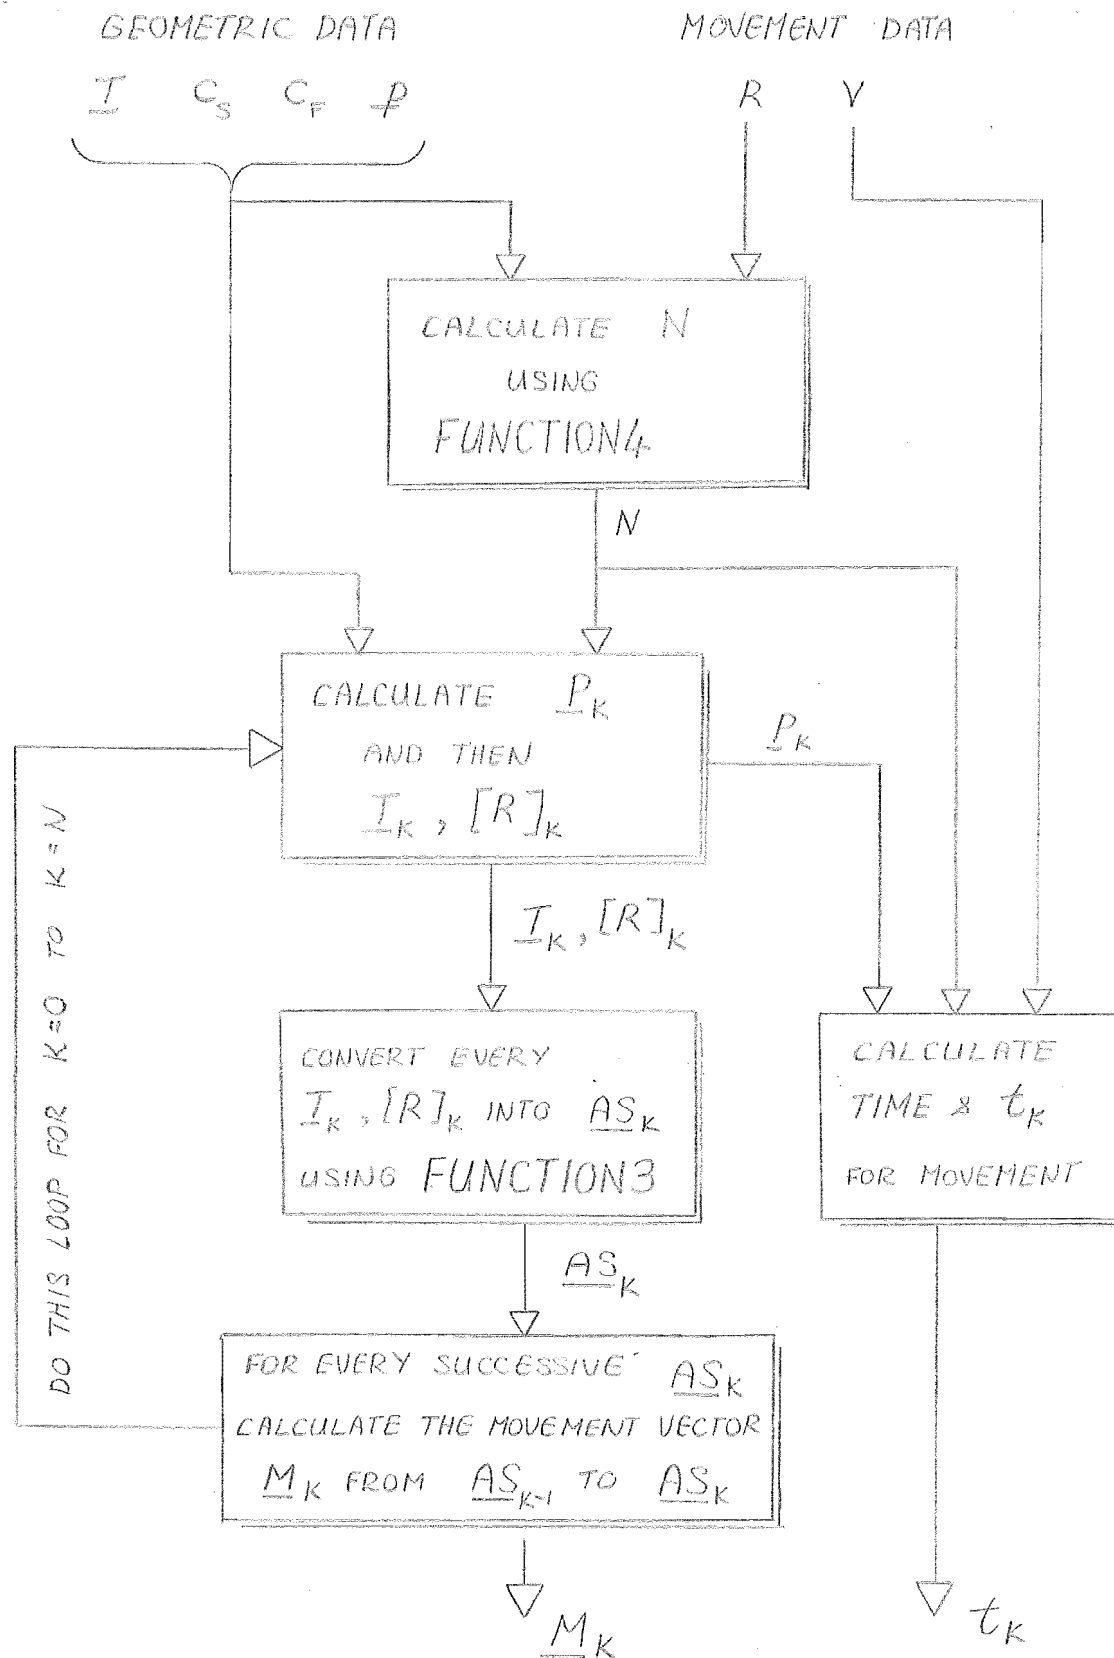 GEOMETRIC DATA
MOVEMENT DATA
I C_S C_F p
R V
CALCULATE N
USING
FUNCTION4
N
CALCULATE P_K
AND THEN
I_K, [R]_K
P_K
I_K, [R]_K
DO THIS LOOP FOR K=0 TO K=N
CONVERT EVERY
I_K, [R]_K INTO AS_K
USING FUNCTION3
CALCULATE
TIME & t_K
FOR MOVEMENT
AS_K
FOR EVERY SUCCESSIVE AS_K
CALCULATE THE MOVEMENT VECTOR
M_K FROM AS_K-1 TO AS_K
M_K
t_K